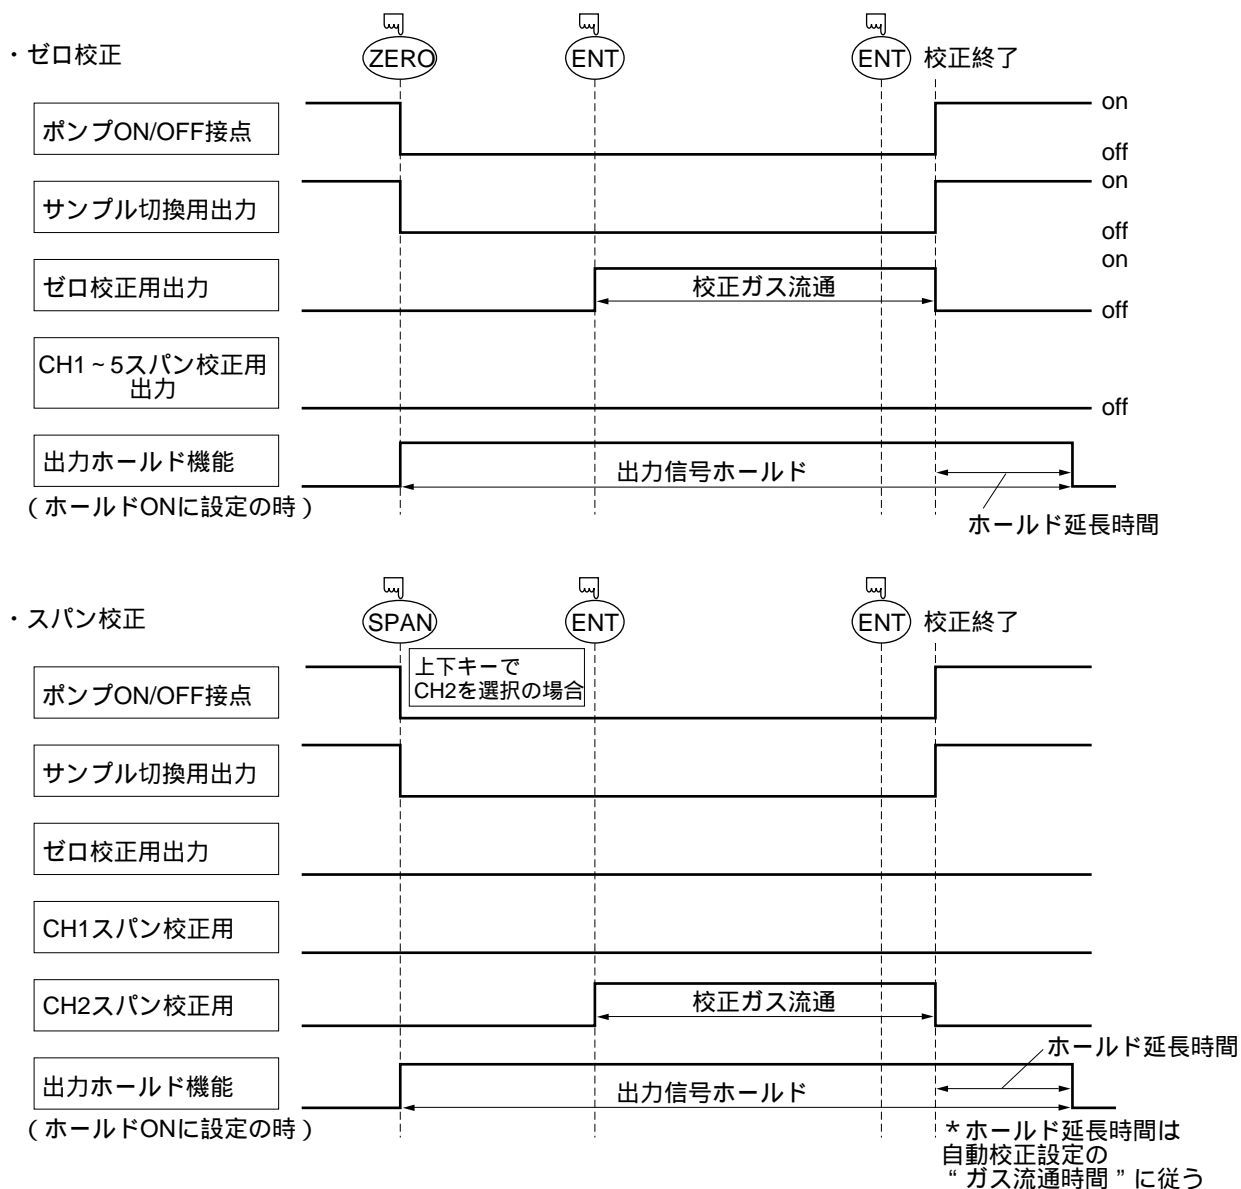 ・ゼロ校正
ZERO
ENT
ENT
校正終了
ポンプON/OFF接点
on
off
サンプル切換用出力
on
off
ゼロ校正用出力
校正ガス流通
on
off
CH1~5スパン校正用
出力
off
出力ホールド機能
出力信号ホールド
(ホールドONに設定の時)
ホールド延長時間
・スパン校正
SPAN
ENT
ENT
校正終了
ポンプON/OFF接点
上下キーで
CH2を選択の場合
サンプル切換用出力
ゼロ校正用出力
CH1スパン校正用
CH2スパン校正用
校正ガス流通
ホールド延長時間
出力ホールド機能
出力信号ホールド
(ホールドONに設定の時)
*ホールド延長時間は
自動校正設定の
“ガス流通時間”に従う